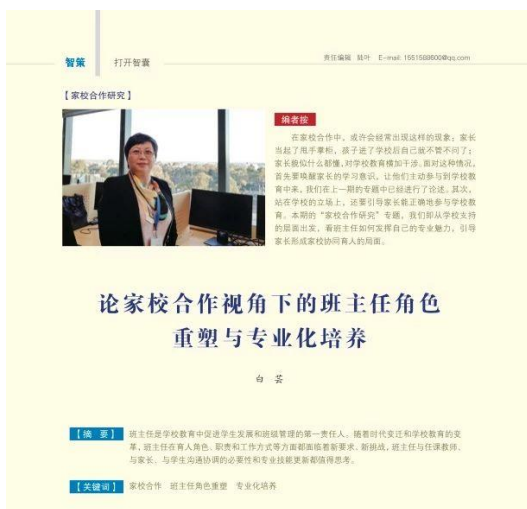 智策
打开智囊
责任编辑 陆叶 E-mail: 1551588600@qq.com
【家校合作研究】
编者按
在家校合作中，或许会经常出现这样的现象：家长
当起了甩手掌柜，孩子进了学校后自己就不管不问了；
家长貌似什么都懂，对学校教育横加干涉。面对这种情况，
首先要唤醒家长的学习意识，让他们主动参与到学校教
育中来，我们在上一期的专题中已经进行了论述。其次，
站在学校的立场上，还要引导家长能正确地参与学校教
育。本期的“家校合作研究”专题，我们即从学校支持
的层面出发，看班主任如何发挥自己的专业魅力，引导
家长形成家校协同育人的局面。
论家校合作视角下的班主任角色
重塑与专业化培养
白芸
【摘 要】 班主任是学校教育中促进学生发展和班级管理的第一责任人。随着时代变迁和学校教育的变
革，班主任在育人角色、职责和工作方式等方面都面临着新要求、新挑战，班主任与任课教师、
与家长、与学生沟通协调的必要性和专业技能更新都值得思考。
【关键词】 家校合作 班主任角色重塑 专业化培养